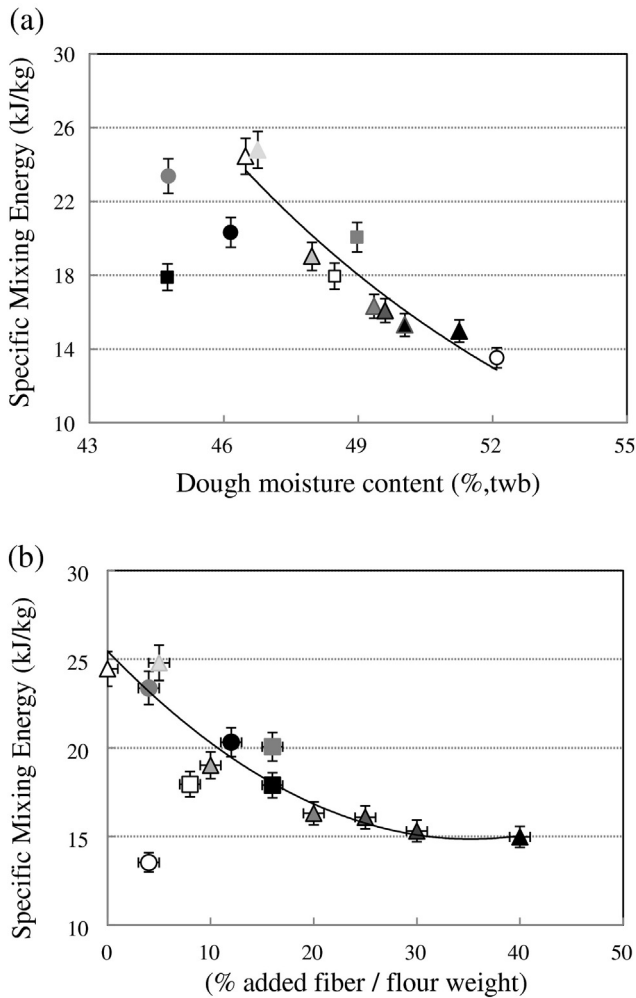 (a)
30
26
22
18
14
10
Specific Mixing Energy (kJ/kg)
43 46 49 52 55
Dough moisture content (%,twb)
(b)
30
25
20
15
10
Specific Mixing Energy (kJ/kg)
0 10 20 30 40 50
(% added fiber / flour weight)